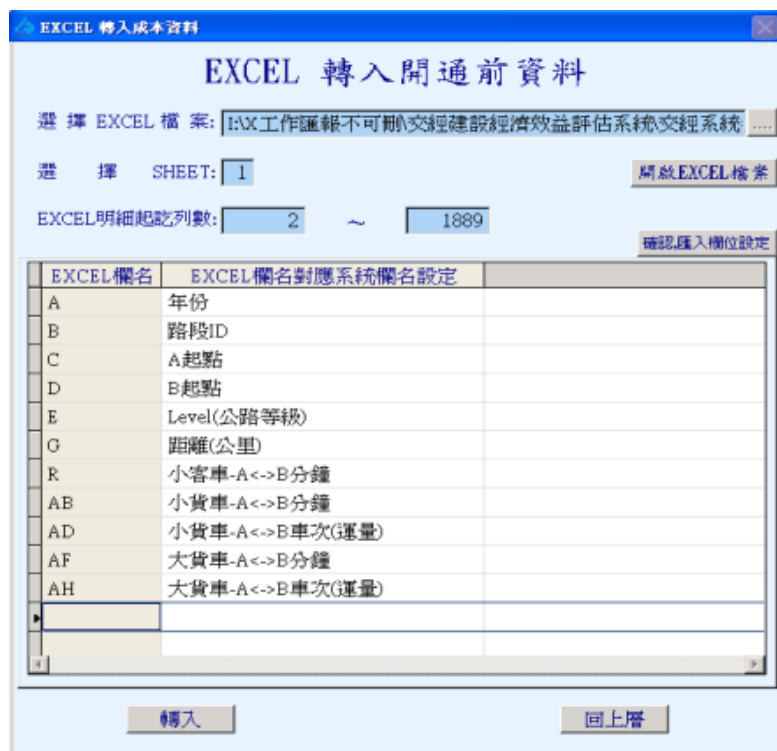 EXCEL 轉入成本資料
EXCEL 轉入開通前資料
選 擇 EXCEL 檔 案: I:\X工作匯報不可刪\交經建設經濟效益評估系統\交經系統 ....
選 擇 SHEET: 1 開啟EXCEL檔案
EXCEL明細起訖列數: 2 ~ 1889
確認匯入欄位設定
EXCEL欄名 EXCEL欄名對應系統欄名設定
A 年份
B 路段ID
C A起點
D B起點
E Level(公路等級)
G 距離(公里)
R 小客車-A<->B分鐘
AB 小貨車-A<->B分鐘
AD 小貨車-A<->B車次(運量)
AF 大貨車-A<->B分鐘
AH 大貨車-A<->B車次(運量)
轉入 回上層